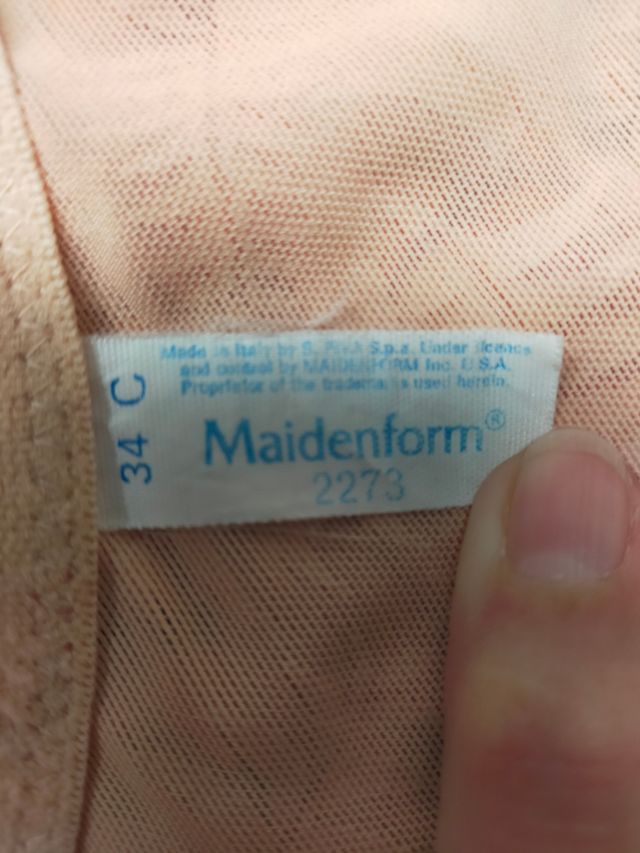 Made in Italy by S. S.p.a. Under licence
and control by MAIDENFORM Inc. U.S.A.
Proprietor of the trademarks used herein.
Maidenform®
2273
34 C